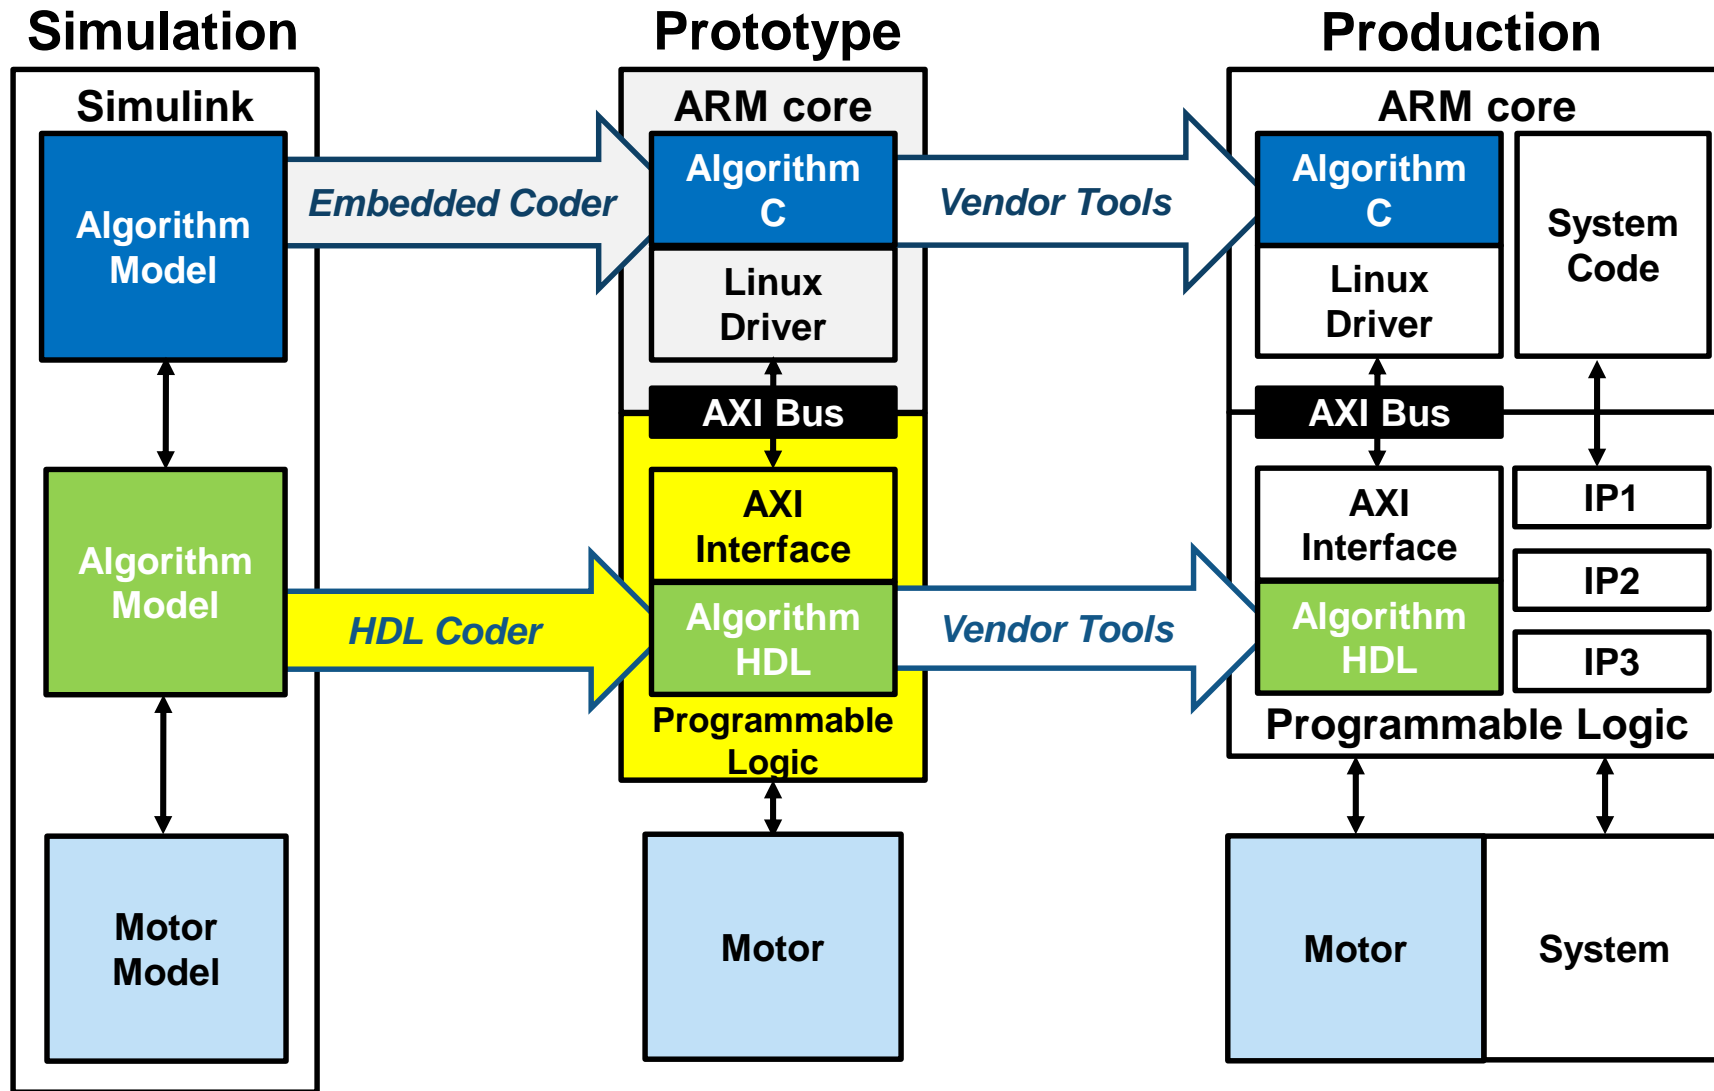 Simulation
Prototype
Production
Simulink
Algorithm
Model
Algorithm
Model
Motor
Model
Embedded Coder
HDL Coder
ARM core
Algorithm
C
Linux
Driver
AXI Bus
AXI
Interface
Algorithm
HDL
Programmable
Logic
Motor
Vendor Tools
Vendor Tools
ARM core
Algorithm
C
Linux
Driver
System
Code
AXI Bus
AXI
Interface
Algorithm
HDL
IP1
IP2
IP3
Programmable Logic
Motor
System